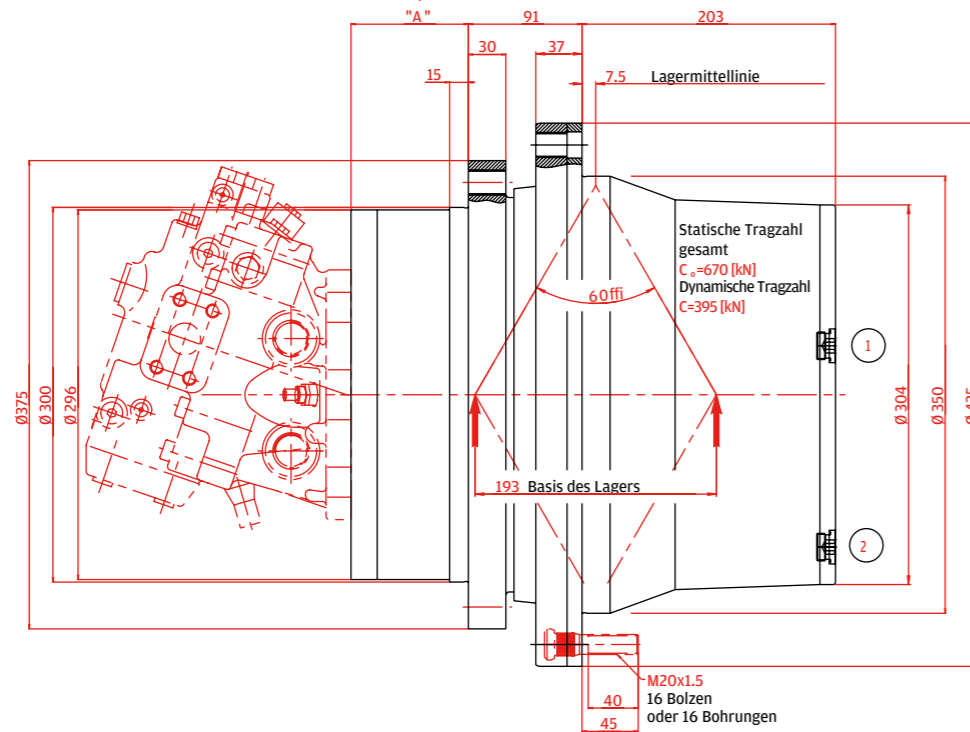 "A"
91
203
30
37
15
7.5
Lagermittellinie
Statische Tragzahl
gesamt
C₀=670 [kN]
Dynamische Tragzahl
C=395 [kN]
60ffi
1
Ø375
Ø300
Ø296
Ø304
Ø350
193 Basis des Lagers
2
M20x1.5
16 Bolzen
oder 16 Bohrungen
40
45